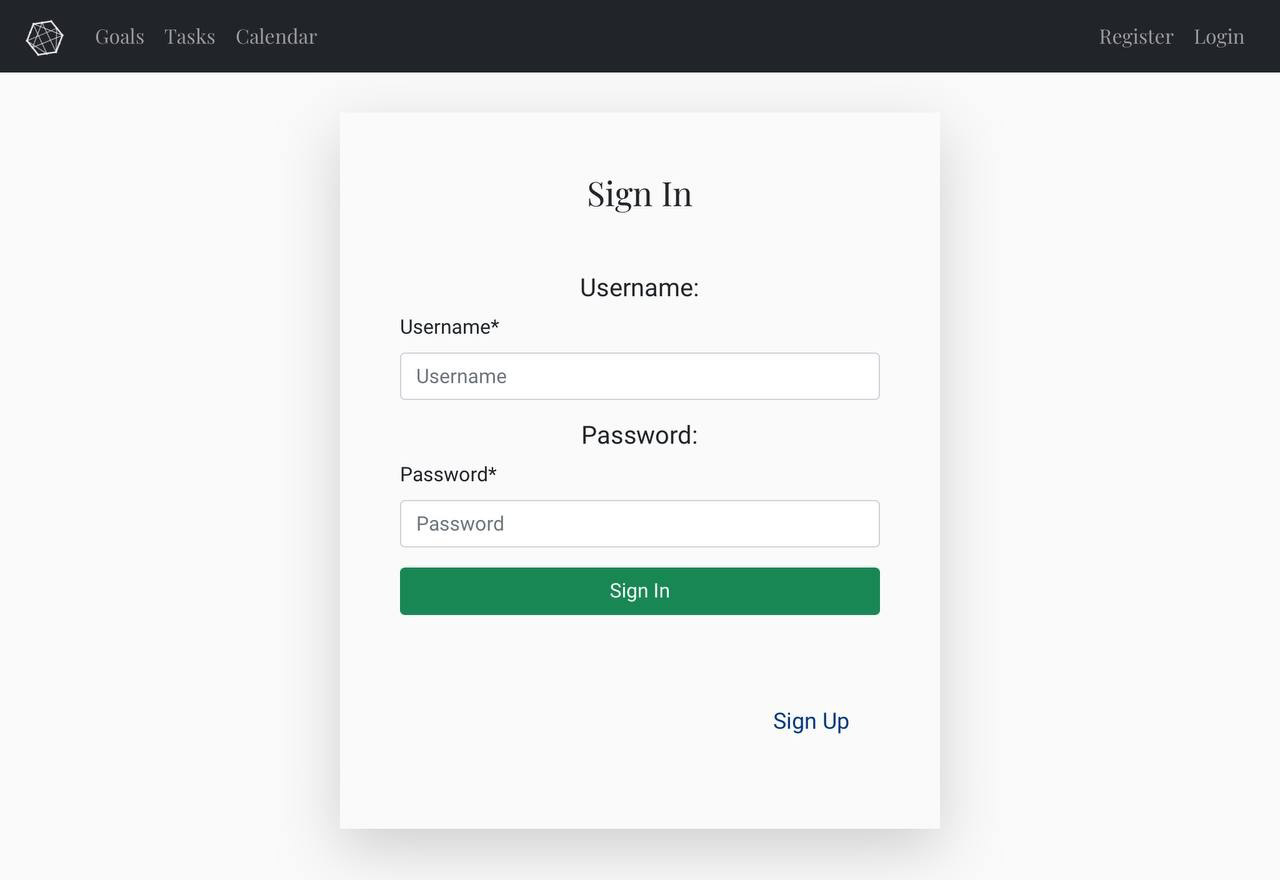 Goals Tasks Calendar Register Login
Sign In
Username:
Username*
Username
Password:
Password*
Password
Sign In
Sign Up